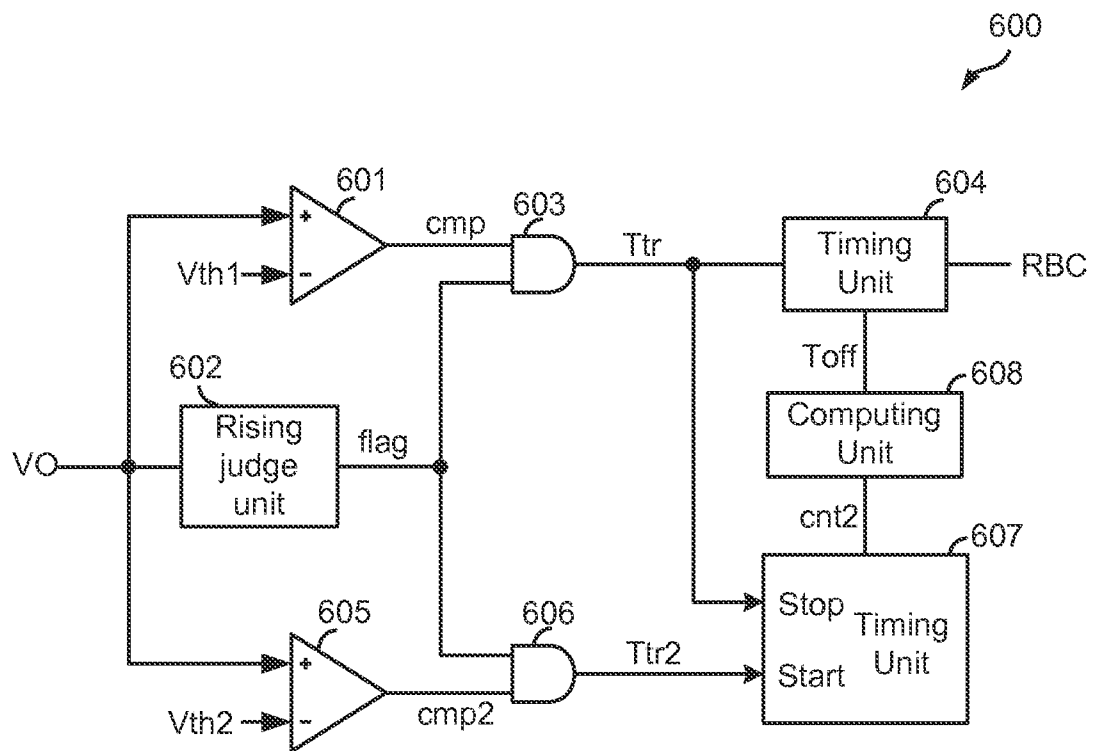 600
601
cmp
603
Ttr
604
Timing
Unit
RBC
Vth1
Toff
602
Rising
judge
unit
flag
608
Computing
Unit
VO
cnt2
607
Stop
Timing
Unit
Start
605
606
Ttr2
Vth2
cmp2
+
-
+
-